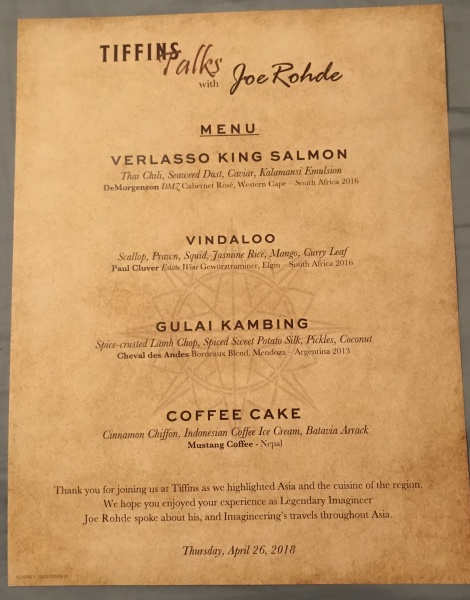 TIFFINS Talks
with Joe Rohde
MENU
VERLASSO KING SALMON
Thai Chili, Seaweed Dust, Caviar, Kalamansi Emulsion
DeMorgenzon DMZ Cabernet Rosé, Western Cape – South Africa 2016
VINDALOO
Scallop, Prawn, Squid, Jasmine Rice, Mango, Curry Leaf
Paul Cluver Estate Wine Gewürztraminer, Elgin – South Africa 2016
GULAI KAMBING
Spice-crusted Lamb Chop, Spiced Sweet Potato Silk, Pickles, Coconut
Cheval des Andes Bordeaux Blend, Mendoza – Argentina 2013
COFFEE CAKE
Cinnamon Chiffon, Indonesian Coffee Ice Cream, Batavia Arrack
Mustang Coffee - Nepal
Thank you for joining us at Tiffins as we highlighted Asia and the cuisine of the region.
We hope you enjoyed your experience as Legendary Imagineer
Joe Rohde spoke about his, and Imagineering's travels throughout Asia.
Thursday, April 26, 2018